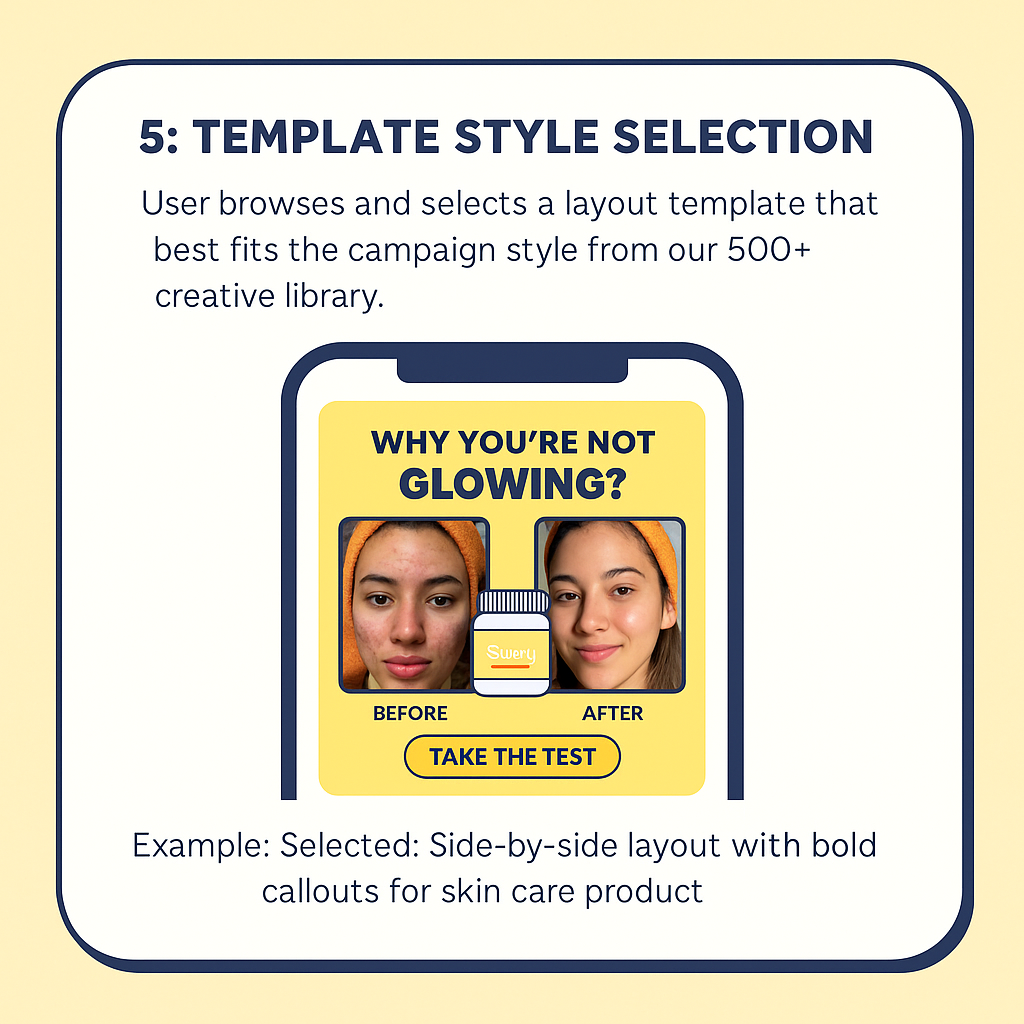 5: TEMPLATE STYLE SELECTION
User browses and selects a layout template that
best fits the campaign style from our 500+
creative library.
WHY YOU'RE NOT
GLOWING?
Swery
BEFORE
AFTER
TAKE THE TEST
Example: Selected: Side-by-side layout with bold
callouts for skin care product